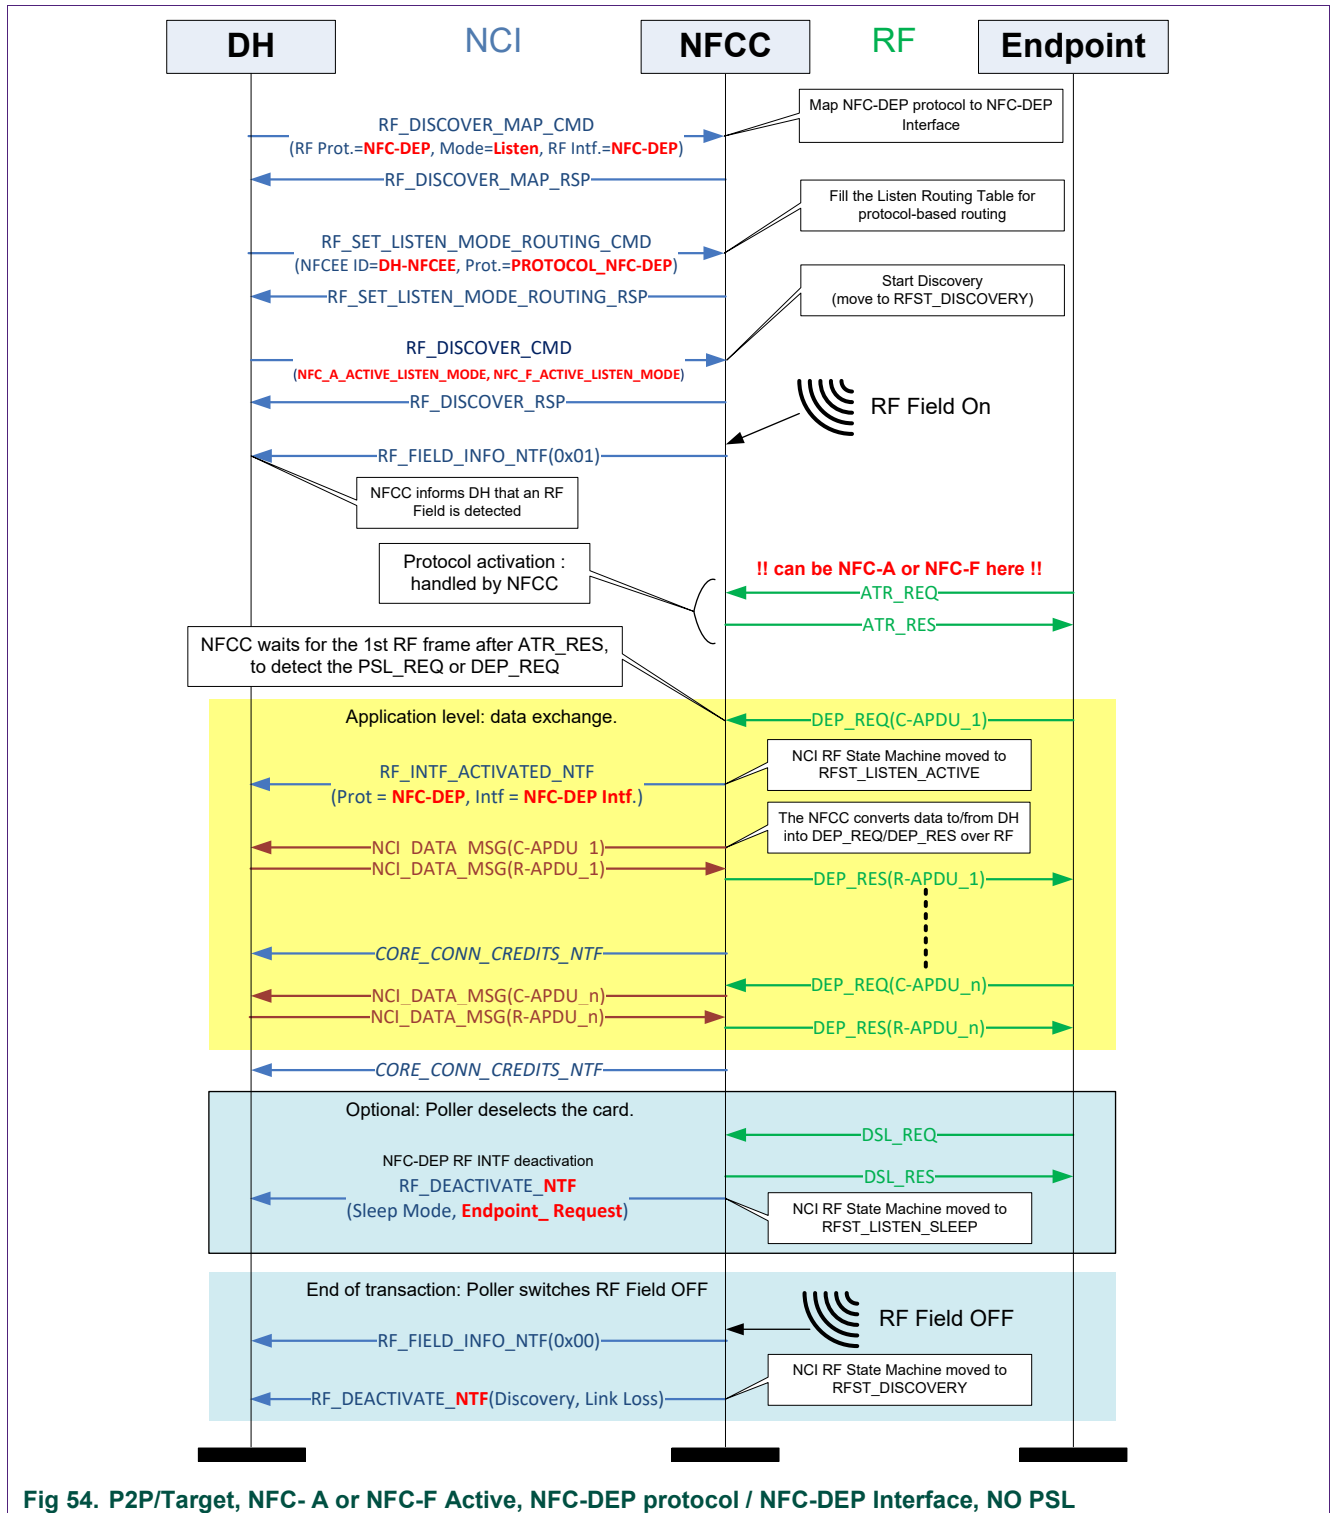 DH
NCI
NFCC
RF
Endpoint
Map NFC-DEP protocol to NFC-DEP
Interface
RF_DISCOVER_MAP_CMD
(RF Prot.=NFC-DEP, Mode=Listen, RF Intf.=NFC-DEP)
RF_DISCOVER_MAP_RSP
Fill the Listen Routing Table for
protocol-based routing
RF_SET_LISTEN_MODE_ROUTING_CMD
(NFCEE ID=DH-NFCEE, Prot.=PROTOCOL_NFC-DEP)
RF_SET_LISTEN_MODE_ROUTING_RSP
Start Discovery
(move to RFST_DISCOVERY)
RF_DISCOVER_CMD
(NFC_A_ACTIVE_LISTEN_MODE, NFC_F_ACTIVE_LISTEN_MODE)
RF_DISCOVER_RSP
RF Field On
RF_FIELD_INFO_NTF(0x01)
NFCC informs DH that an RF
Field is detected
Protocol activation :
handled by NFCC
!! can be NFC-A or NFC-F here !!
ATR_REQ
ATR_RES
NFCC waits for the 1st RF frame after ATR_RES,
to detect the PSL_REQ or DEP_REQ
Application level: data exchange.
DEP_REQ(C-APDU_1)
NCI RF State Machine moved to
RFST_LISTEN_ACTIVE
RF_INTF_ACTIVATED_NTF
(Prot = NFC-DEP, Intf = NFC-DEP Intf.)
The NFCC converts data to/from DH
into DEP_REQ/DEP_RES over RF
NCI_DATA_MSG(C-APDU_1)
NCI_DATA_MSG(R-APDU_1)
DEP_RES(R-APDU_1)
CORE_CONN_CREDITS_NTF
DEP_REQ(C-APDU_n)
NCI_DATA_MSG(C-APDU_n)
NCI_DATA_MSG(R-APDU_n)
DEP_RES(R-APDU_n)
CORE_CONN_CREDITS_NTF
Optional: Poller deselects the card.
DSL_REQ
NFC-DEP RF INTF deactivation
DSL_RES
RF_DEACTIVATE_NTF
(Sleep Mode, Endpoint_ Request)
NCI RF State Machine moved to
RFST_LISTEN_SLEEP
End of transaction: Poller switches RF Field OFF
RF Field OFF
RF_FIELD_INFO_NTF(0x00)
NCI RF State Machine moved to
RFST_DISCOVERY
RF_DEACTIVATE_NTF(Discovery, Link Loss)
Fig 54. P2P/Target, NFC- A or NFC-F Active, NFC-DEP protocol / NFC-DEP Interface, NO PSL